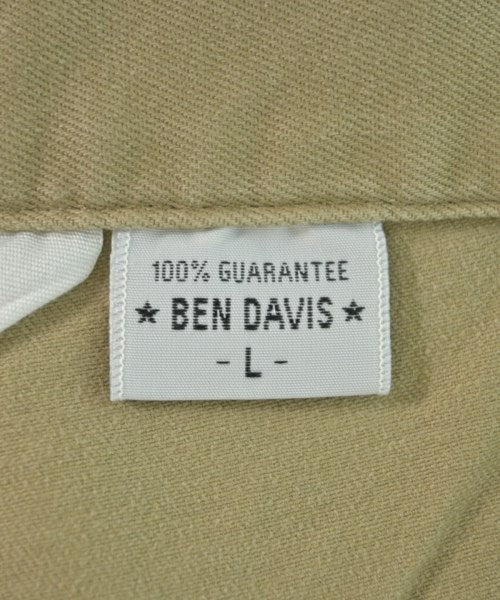 100% GUARANTEE
★ BEN DAVIS ★
- L -